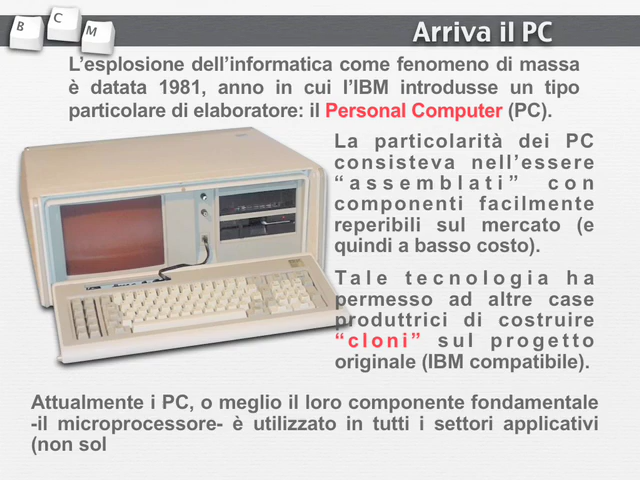 B C M
Arriva il PC
L'esplosione dell'informatica come fenomeno di massa
è datata 1981, anno in cui l'IBM introdusse un tipo
particolare di elaboratore: il Personal Computer (PC).
La particolarità dei PC
consisteva nell'essere
"assemblati" con
componenti facilmente
reperibili sul mercato (e
quindi a basso costo).
Tale tecnologia ha
permesso ad altre case
produttrici di costruire
"cloni" sul progetto
originale (IBM compatibile).
Attualmente i PC, o meglio il loro componente fondamentale
-il microprocessore- è utilizzato in tutti i settori applicativi
(non sol